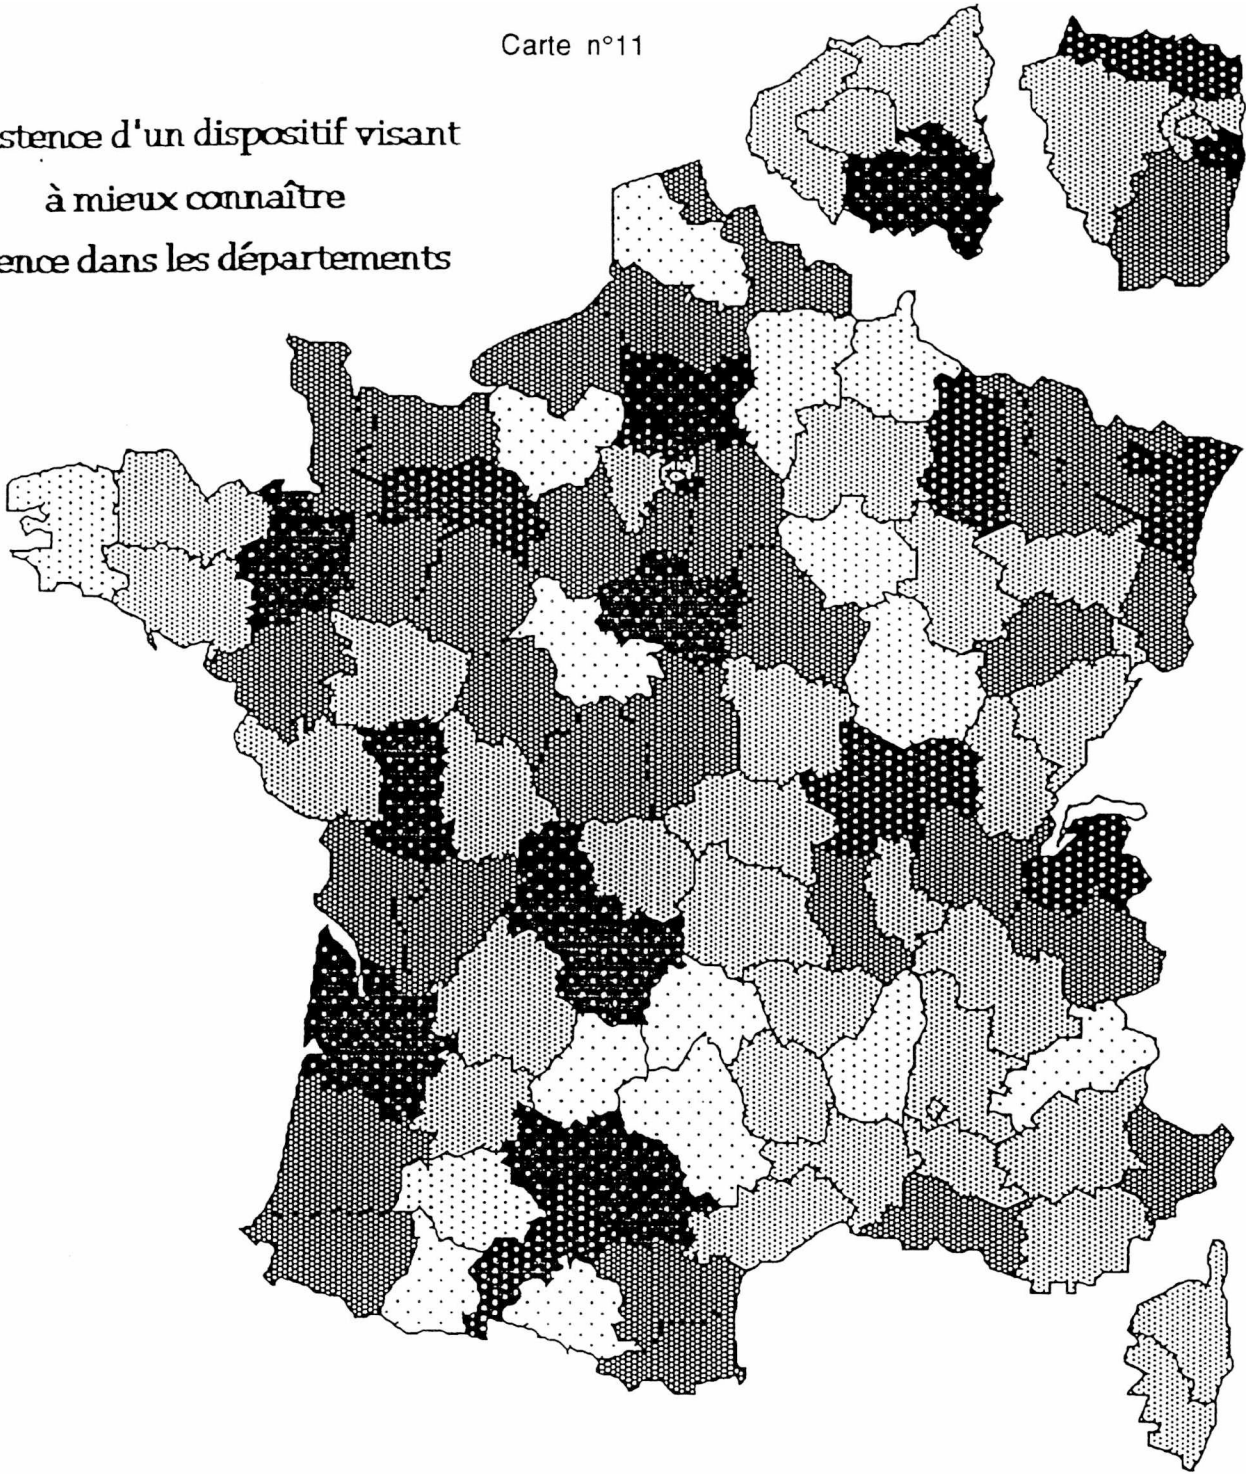 Carte n°11
stence d'un dispositif visant
à mieux connaître
ence dans les départements